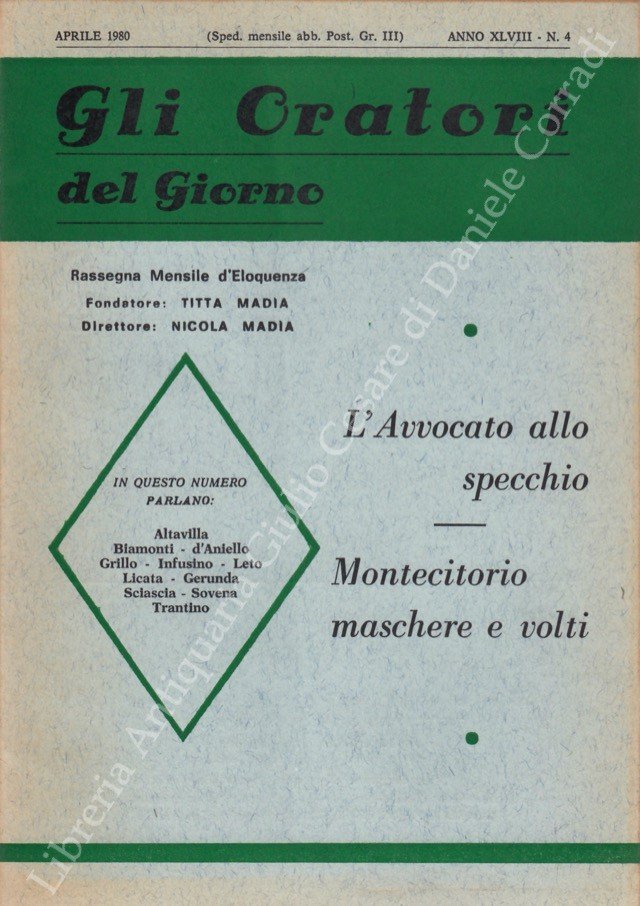 APRILE 1980 (Sped. mensile abb. Post. Gr. III) ANNO XLVIII - N. 4
Gli Oratori
del Giorno
Rassegna Mensile d'Eloquenza
Fondatore: TITTA MADIA
Direttore: NICOLA MADIA
IN QUESTO NUMERO
PARLANO:
Altavilla
Biamonti - d'Aniello
Grillo - Infusino - Leto
Licata - Gerunda
Sciascia - Sovena
Trantino
L'Avvocato allo
specchio
Montecitorio
maschere e volti
Libreria Antiquaria Giulio Cesare di Daniele Corradi